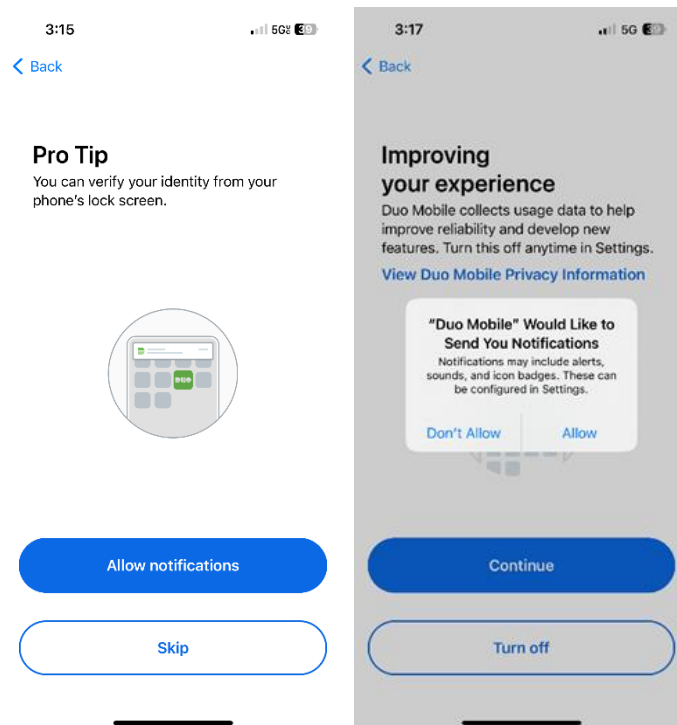 3:15
5G
39
Back
Pro Tip
You can verify your identity from your
phone's lock screen.
DUO
Allow notifications
Skip
3:17
5G
39
Back
Improving
your experience
Duo Mobile collects usage data to help
improve reliability and develop new
features. Turn this off anytime in Settings.
View Duo Mobile Privacy Information
"Duo Mobile" Would Like to
Send You Notifications
Notifications may include alerts,
sounds, and icon badges. These can
be configured in Settings.
Don't Allow
Allow
Continue
Turn off